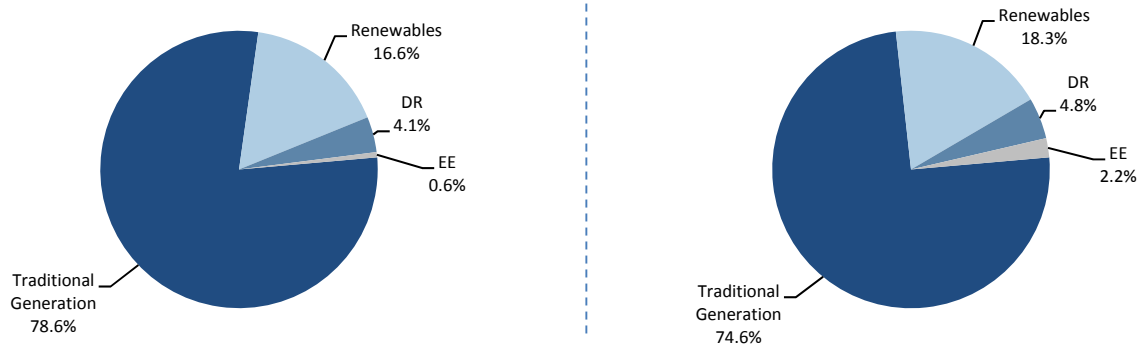 Renewables
16.6%
DR
4.1%
EE
0.6%
Traditional
Generation
78.6%
Renewables
18.3%
DR
4.8%
EE
2.2%
Traditional
Generation
74.6%